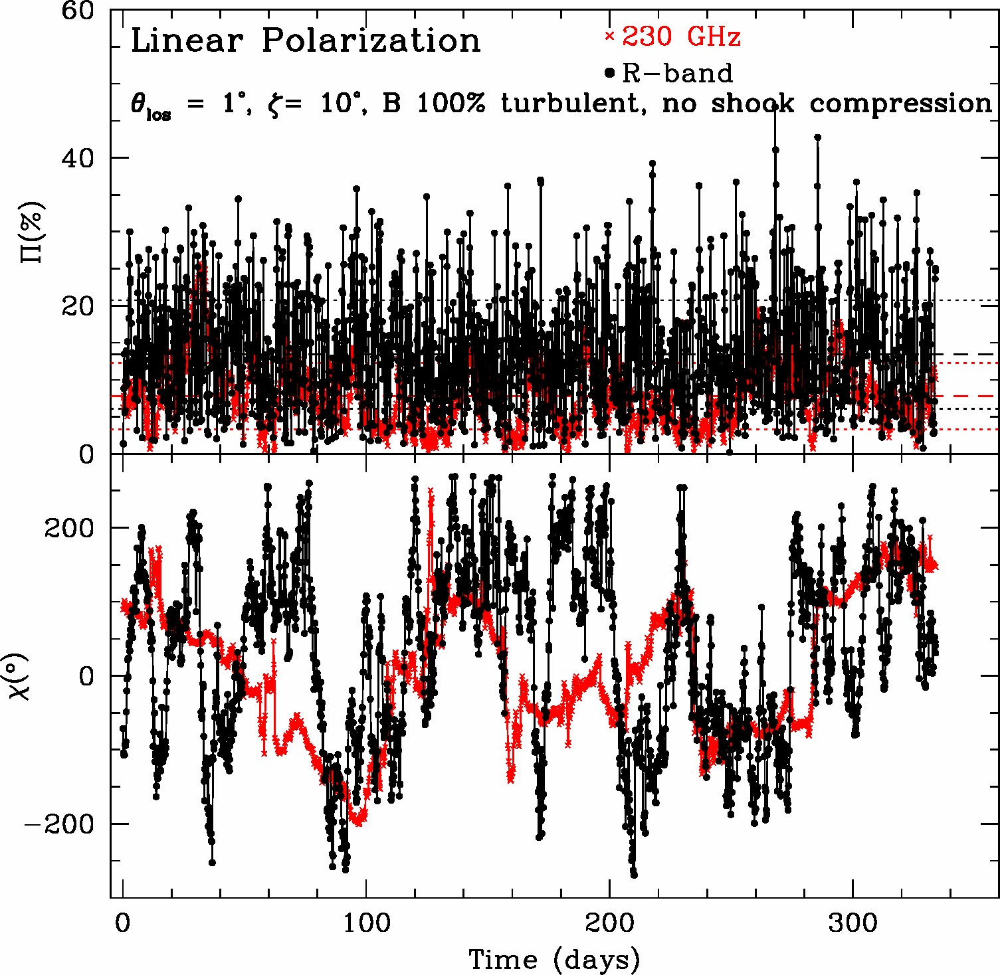 Linear Polarization
× 230 GHz
● R−band
θlos = 1°, ζ= 10°, B 100% turbulent, no shock compression
60
40
20
0
Π(%)
200
0
−200
χ(°)
0 100 200 300
Time (days)